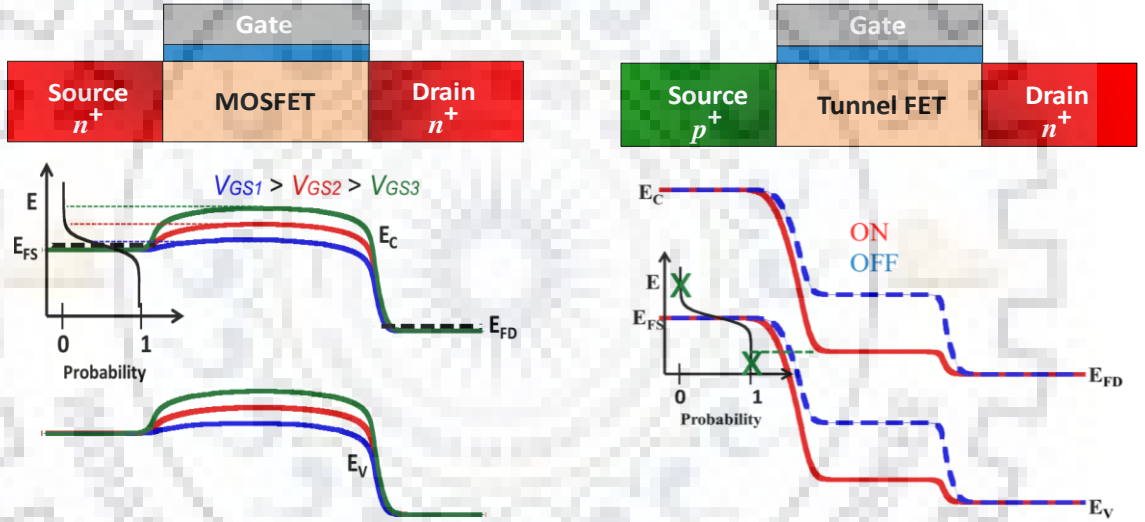 Gate
Source
n+
MOSFET
Drain
n+
VGS1 > VGS2 > VGS3
E
EFS
EC
EFD
0 1
Probability
EV
Gate
Source
p+
Tunnel FET
Drain
n+
EC
ON
OFF
E
X
EFS
X
EFD
0 1
Probability
EV